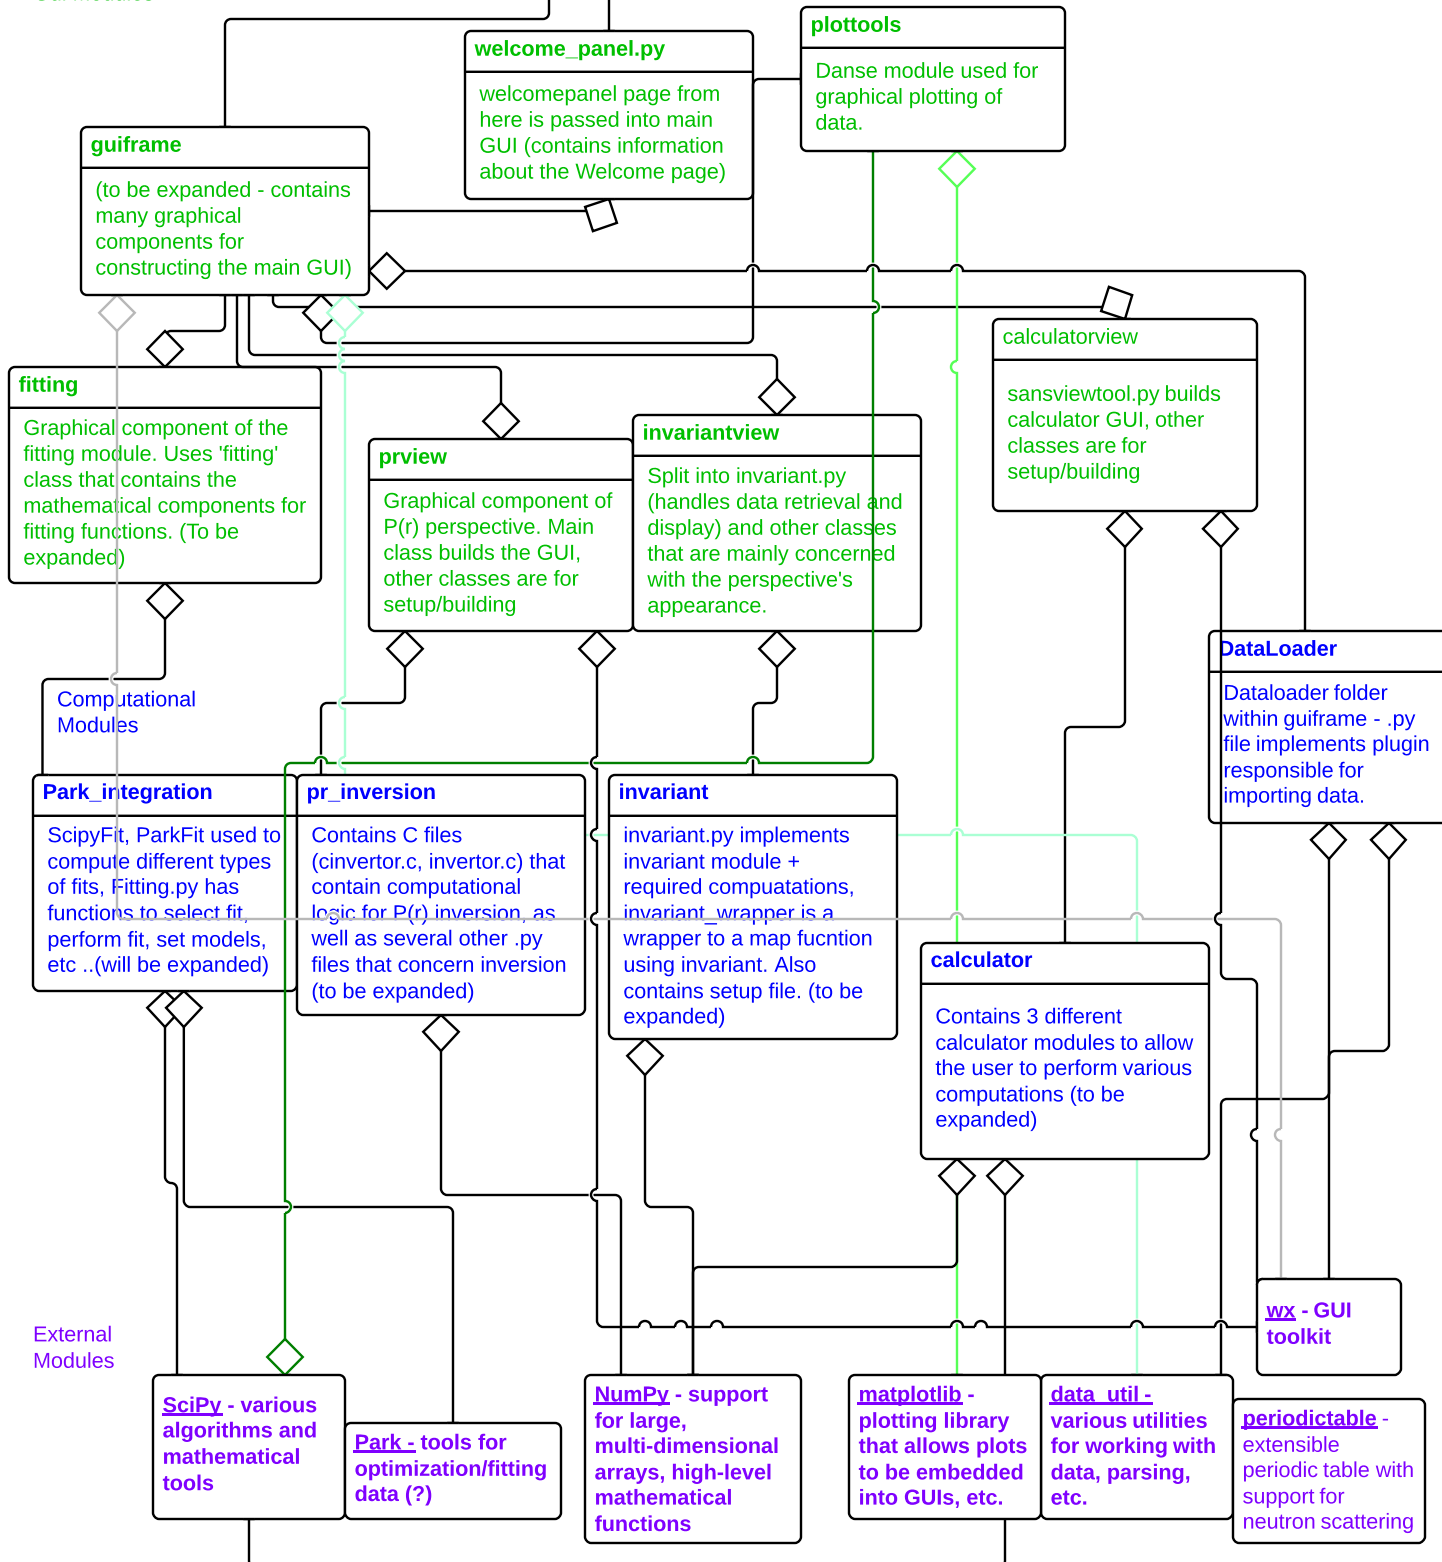 welcome_panel.py
welcomepanel page from
here is passed into main
GUI (contains information
about the Welcome page)
plottools
Danse module used for
graphical plotting of
data.
guiframe
(to be expanded - contains
many graphical
components for
constructing the main GUI)
calculatorview
sansviewtool.py builds
calculator GUI, other
classes are for
setup/building
fitting
Graphical component of the
fitting module. Uses 'fitting'
class that contains the
mathematical components for
fitting functions. (To be
expanded)
prview
Graphical component of
P(r) perspective. Main
class builds the GUI,
other classes are for
setup/building
invariantview
Split into invariant.py
(handles data retrieval and
display) and other classes
that are mainly concerned
with the perspective's
appearance.
DataLoader
Dataloader folder
within guiframe - .py
file implements plugin
responsible for
importing data.
Computational
Modules
Park_integration
ScipyFit, ParkFit used to
compute different types
of fits, Fitting.py has
functions to select fit,
perform fit, set models,
etc ..(will be expanded)
pr_inversion
Contains C files
(cinvertor.c, invertor.c) that
contain computational
logic for P(r) inversion, as
well as several other .py
files that concern inversion
(to be expanded)
invariant
invariant.py implements
invariant module +
required compuatations,
invariant_wrapper is a
wrapper to a map fucntion
using invariant. Also
contains setup file. (to be
expanded)
calculator
Contains 3 different
calculator modules to allow
the user to perform various
computations (to be
expanded)
External
Modules
wx - GUI
toolkit
SciPy - various
algorithms and
mathematical
tools
Park - tools for
optimization/fitting
data (?)
NumPy - support
for large,
multi-dimensional
arrays, high-level
mathematical
functions
matplotlib -
plotting library
that allows plots
to be embedded
into GUIs, etc.
data_util -
various utilities
for working with
data, parsing,
etc.
periodictable -
extensible
periodic table with
support for
neutron scattering